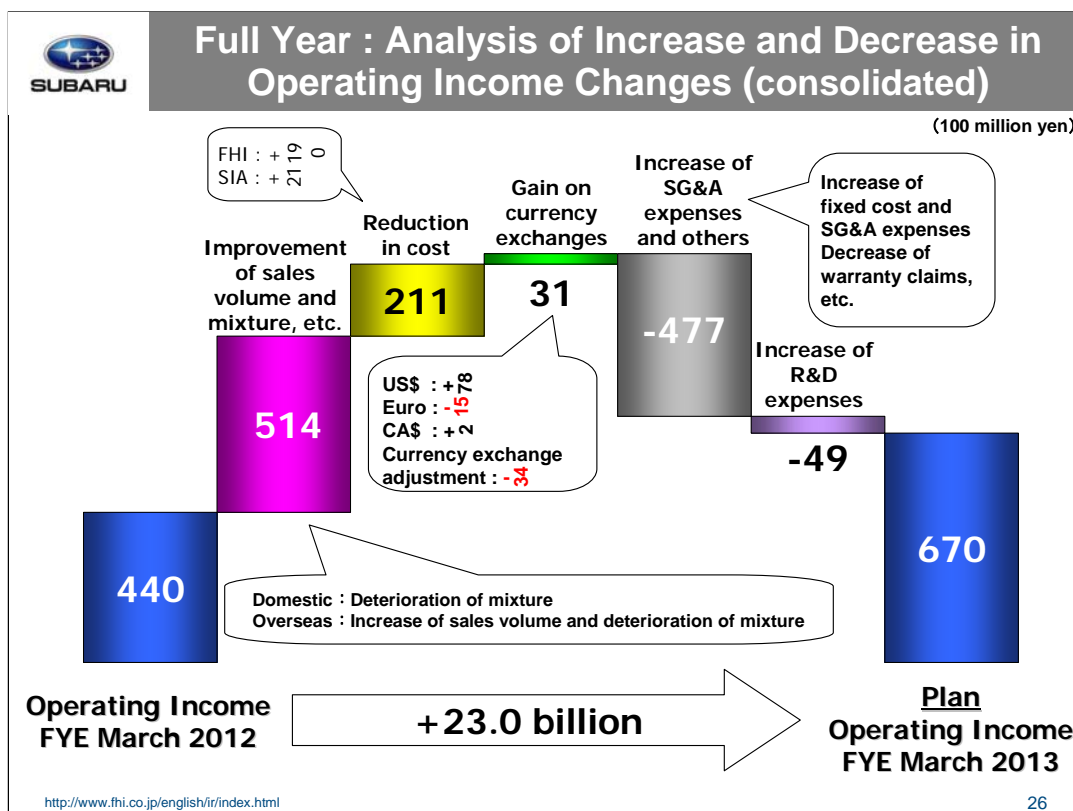 SUBARU
Full Year : Analysis of Increase and Decrease in
Operating Income Changes (consolidated)
(100 million yen)
FHI : + 190
SIA : + 21
Improvement
of sales
volume and
mixture, etc.
Reduction
in cost
Gain on
currency
exchanges
Increase of
SG&A
expenses
and others
Increase of
fixed cost and
SG&A expenses
Decrease of
warranty claims,
etc.
Increase of
R&D
expenses
440
514
211
31
-477
-49
670
US$ : + 78
Euro : - 15
CA$ : + 2
Currency exchange
adjustment : - 34
Domestic：Deterioration of mixture
Overseas：Increase of sales volume and deterioration of mixture
Operating Income
FYE March 2012
+23.0 billion
Plan
Operating Income
FYE March 2013
http://www.fhi.co.jp/english/ir/index.html
26